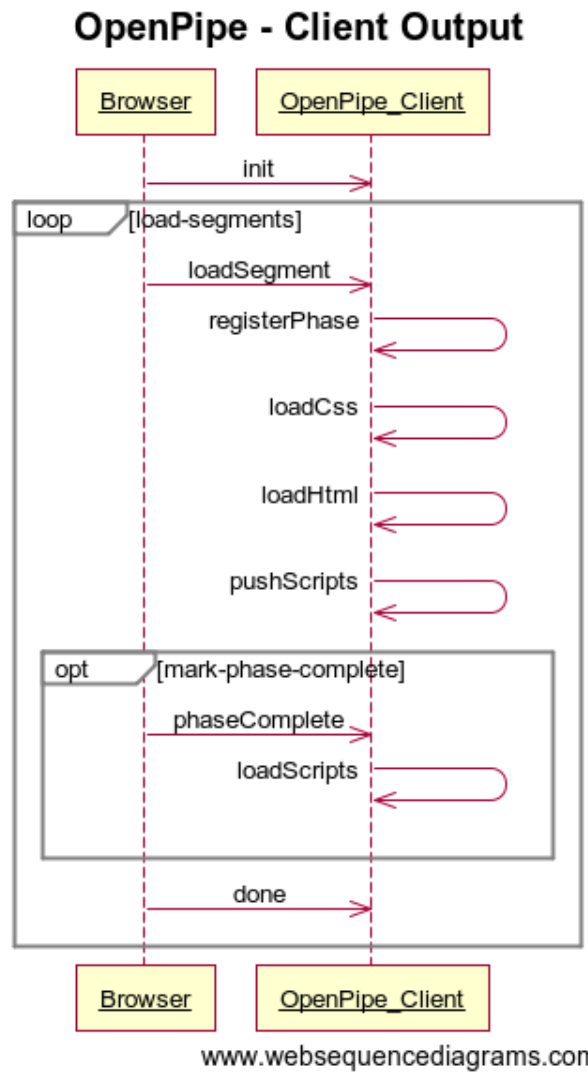 OpenPipe - Client Output
Browser OpenPipe_Client
init
loop [load-segments]
loadSegment
registerPhase
loadCss
loadHtml
pushScripts
opt [mark-phase-complete]
phaseComplete
loadScripts
done
Browser OpenPipe_Client
www.websequencediagrams.com